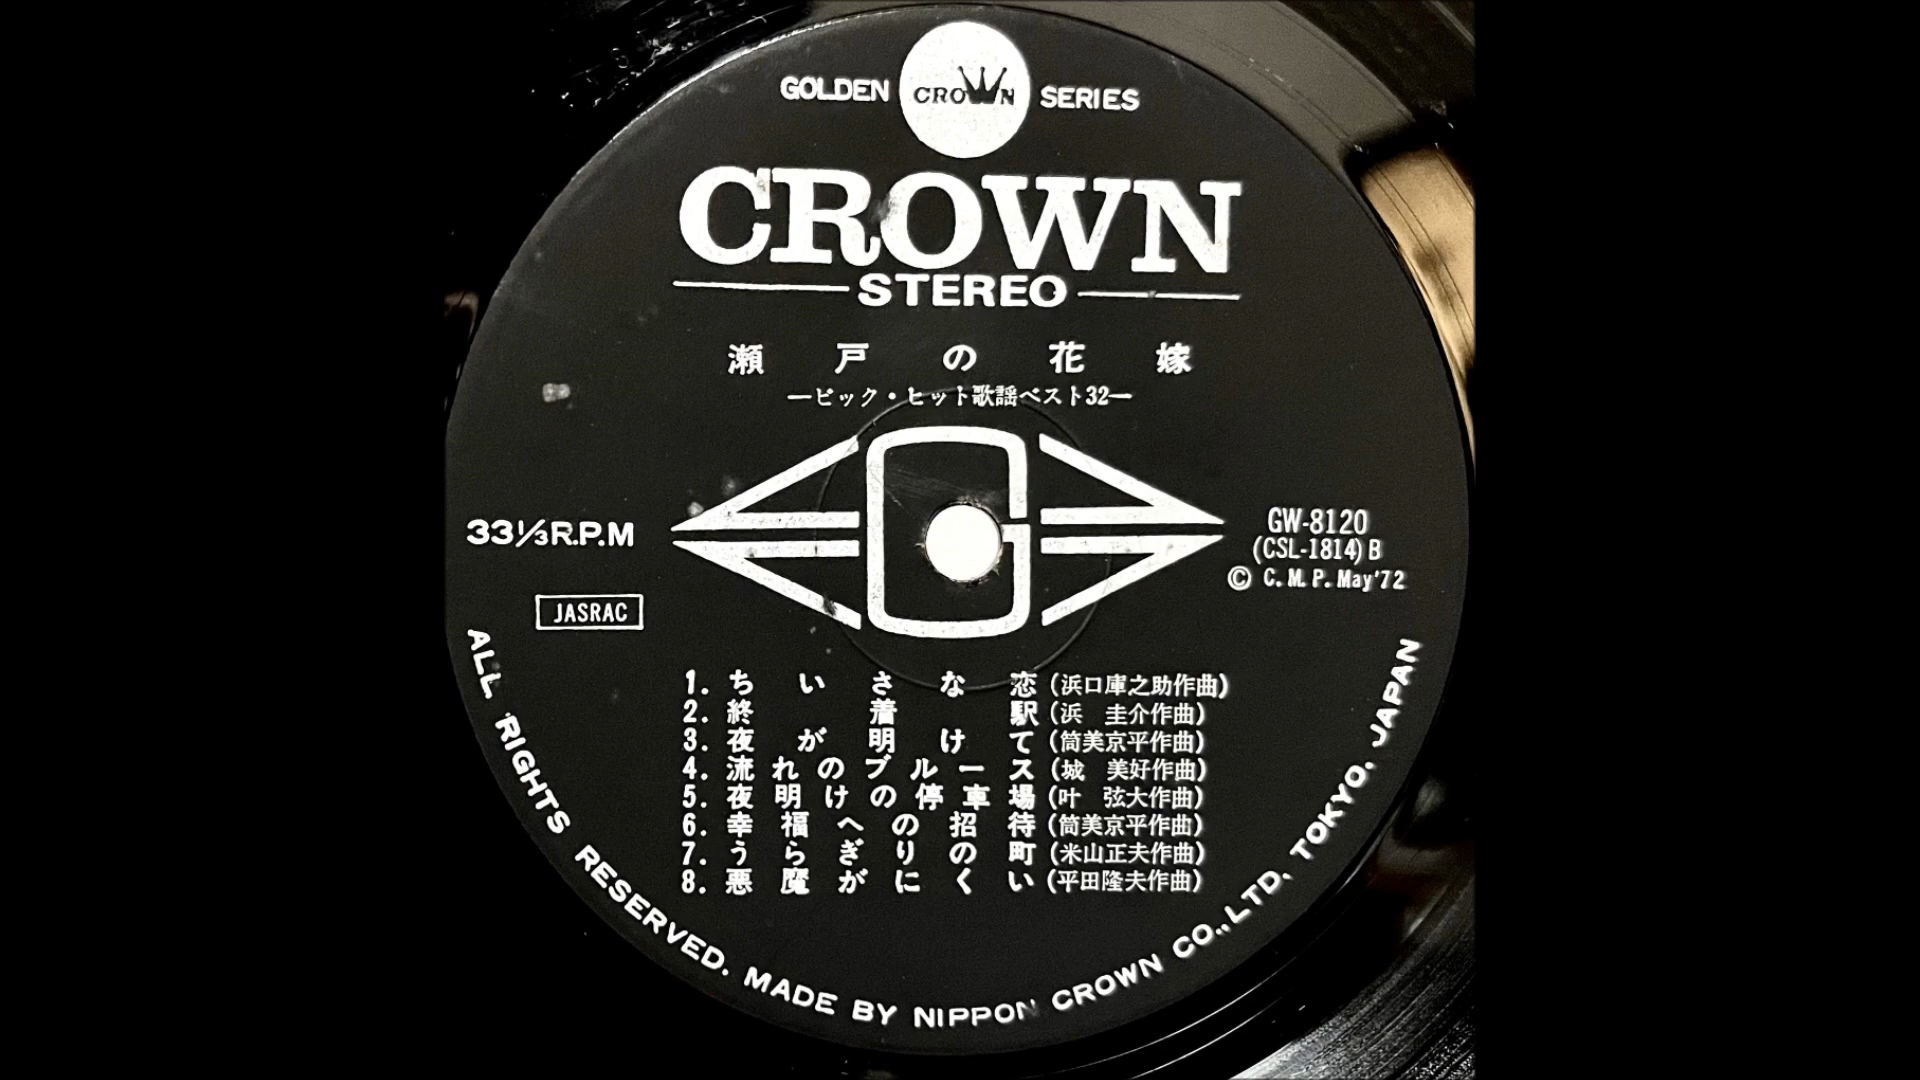 GOLDEN CROWN SERIES
CROWN
STEREO
瀬戸の花嫁
—ビック・ヒット歌謡ベスト32—
G
33⅓R.P.M
GW-8120
(CSL-1814) B
© C.M.P. May'72
JASRAC
1. ちいさな恋 (浜口庫之助作曲)
2. 終着駅 (浜 圭介作曲)
3. 夜が明けて (筒美京平作曲)
4. 流れのブルース (城 美好作曲)
5. 夜明けの停車場 (叶 弦大作曲)
6. 幸福への招待 (筒美京平作曲)
7. うらぎりの町 (米山正夫作曲)
8. 悪魔がにくい (平田隆夫作曲)
ALL RIGHTS RESERVED. MADE BY NIPPON CROWN CO.,LTD, TOKYO, JAPAN